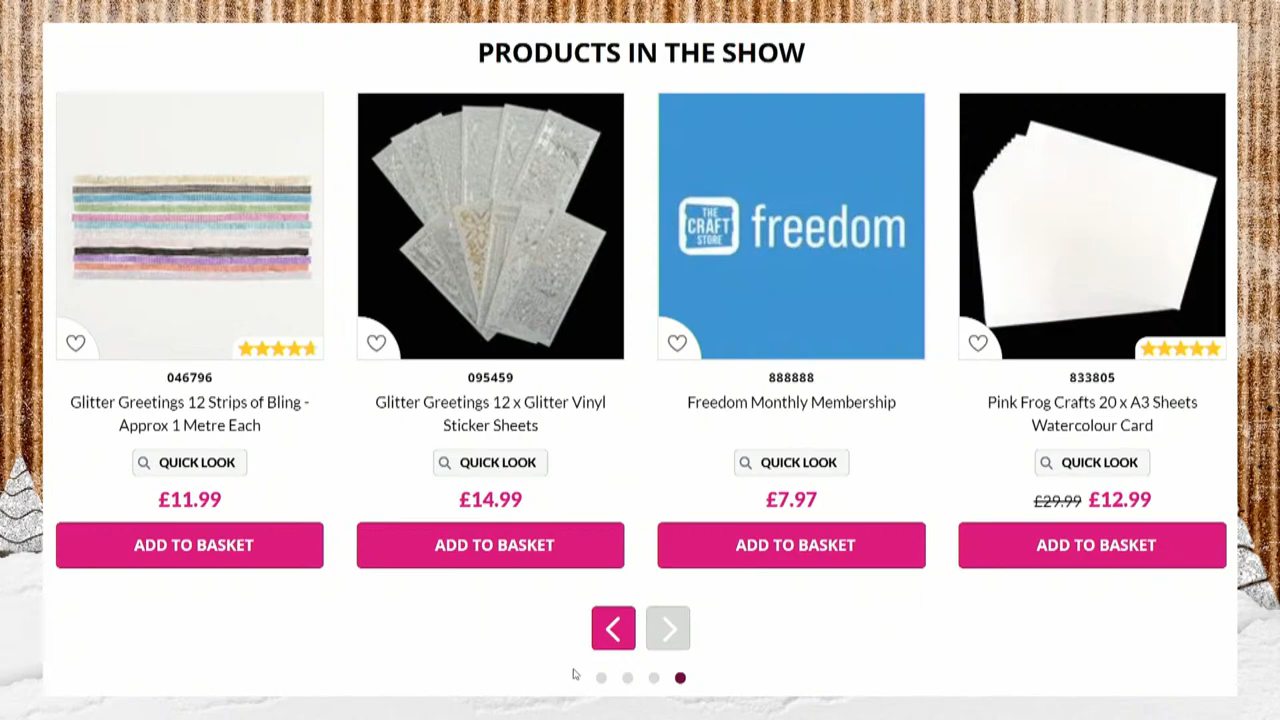 PRODUCTS IN THE SHOW
THE
CRAFT
STORE
freedom
046796
Glitter Greetings 12 Strips of Bling -
Approx 1 Metre Each
QUICK LOOK
£11.99
ADD TO BASKET
095459
Glitter Greetings 12 x Glitter Vinyl
Sticker Sheets
QUICK LOOK
£14.99
ADD TO BASKET
888888
Freedom Monthly Membership
QUICK LOOK
£7.97
ADD TO BASKET
833805
Pink Frog Crafts 20 x A3 Sheets
Watercolour Card
QUICK LOOK
£29.99 £12.99
ADD TO BASKET